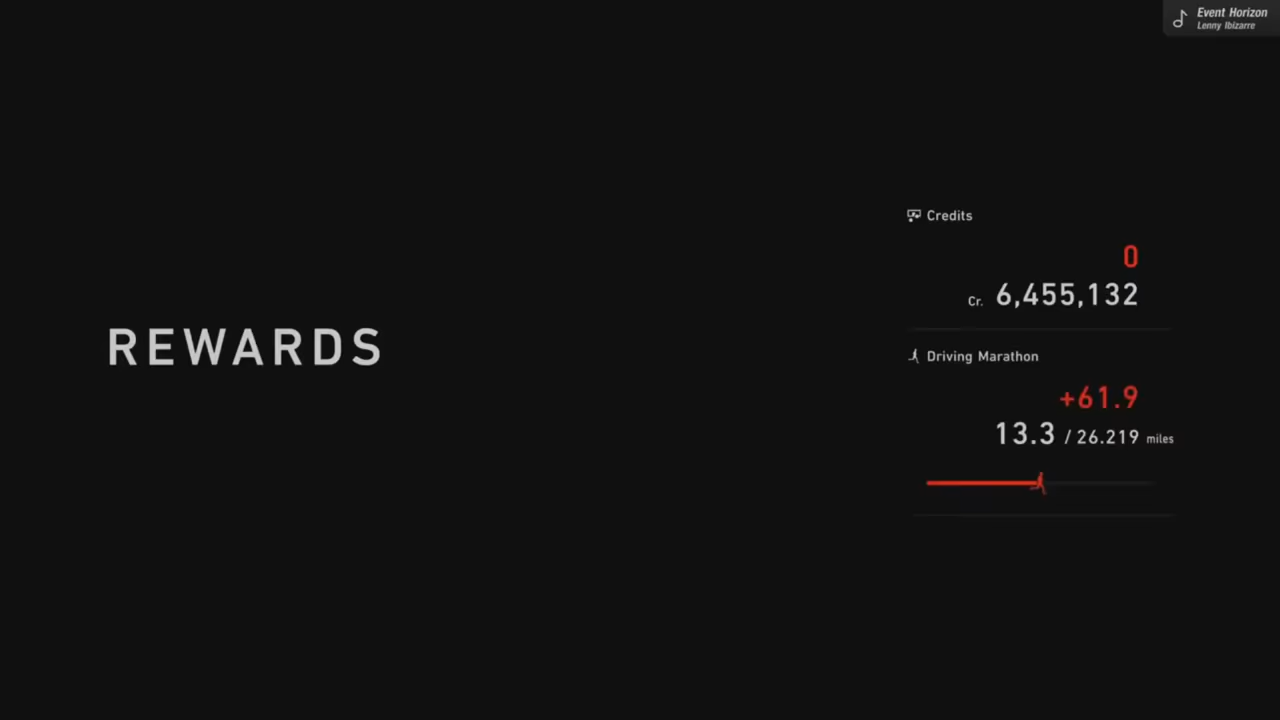 Event Horizon
Lenny Ibizarre
Credits
0
Cr. 6,455,132
REWARDS
Driving Marathon
+61.9
13.3 / 26.219 miles